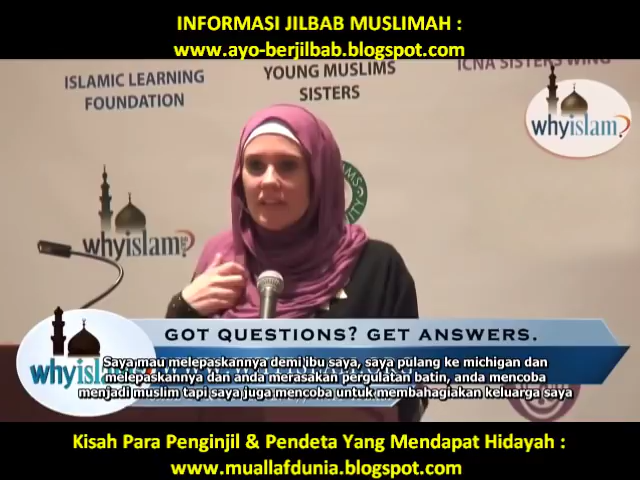 INFORMASI JILBAB MUSLIMAH :
www.ayo-berjilbab.blogspot.com
ISLAMIC LEARNING
FOUNDATION
YOUNG MUSLIMS
SISTERS
ICNA SISTERS WING
whyislam?
whyislam?
GOT QUESTIONS? GET ANSWERS.
whyislam
Saya mau melepaskannya demi ibu saya, saya pulang ke michigan dan
melepaskannya dan anda merasakan pergulatan batin, anda mencoba
menjadi muslim tapi saya juga mencoba untuk membahagiakan keluarga saya
Kisah Para Penginjil & Pendeta Yang Mendapat Hidayah :
www.muallafdunia.blogspot.com